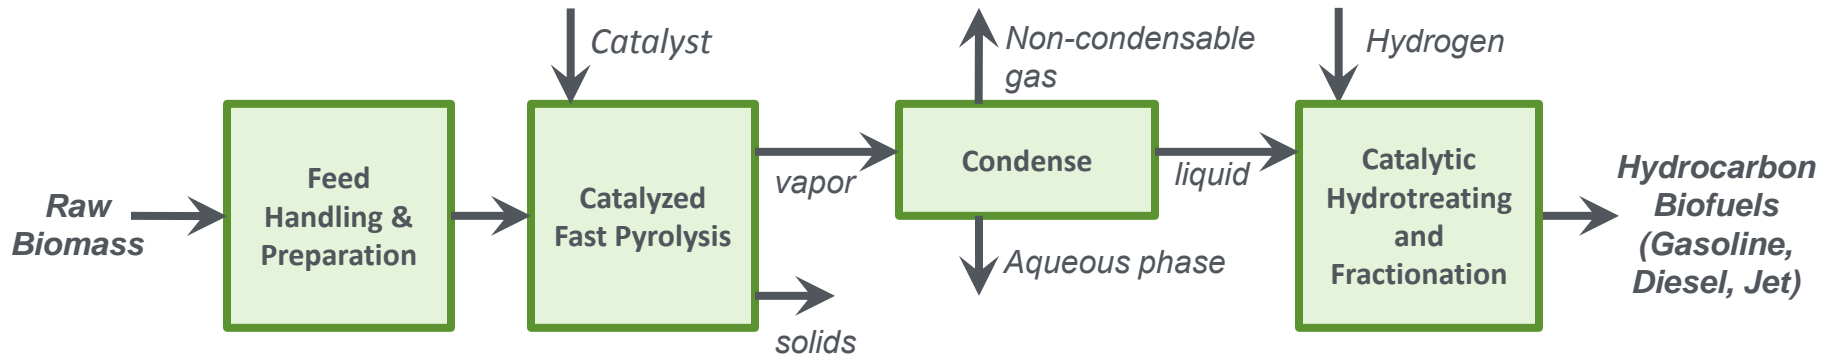 Raw
Biomass
Feed
Handling &
Preparation
Catalyst
Catalyzed
Fast Pyrolysis
vapor
solids
Non-condensable
gas
Condense
Aqueous phase
liquid
Hydrogen
Catalytic
Hydrotreating
and
Fractionation
Hydrocarbon
Biofuels
(Gasoline,
Diesel, Jet)